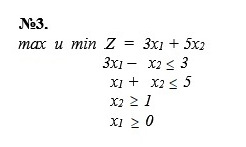 №3.
max и min Z = 3x1 + 5x2
3x1 − x2 ≤ 3
x1 + x2 ≤ 5
x2 ≥ 1
x1 ≥ 0